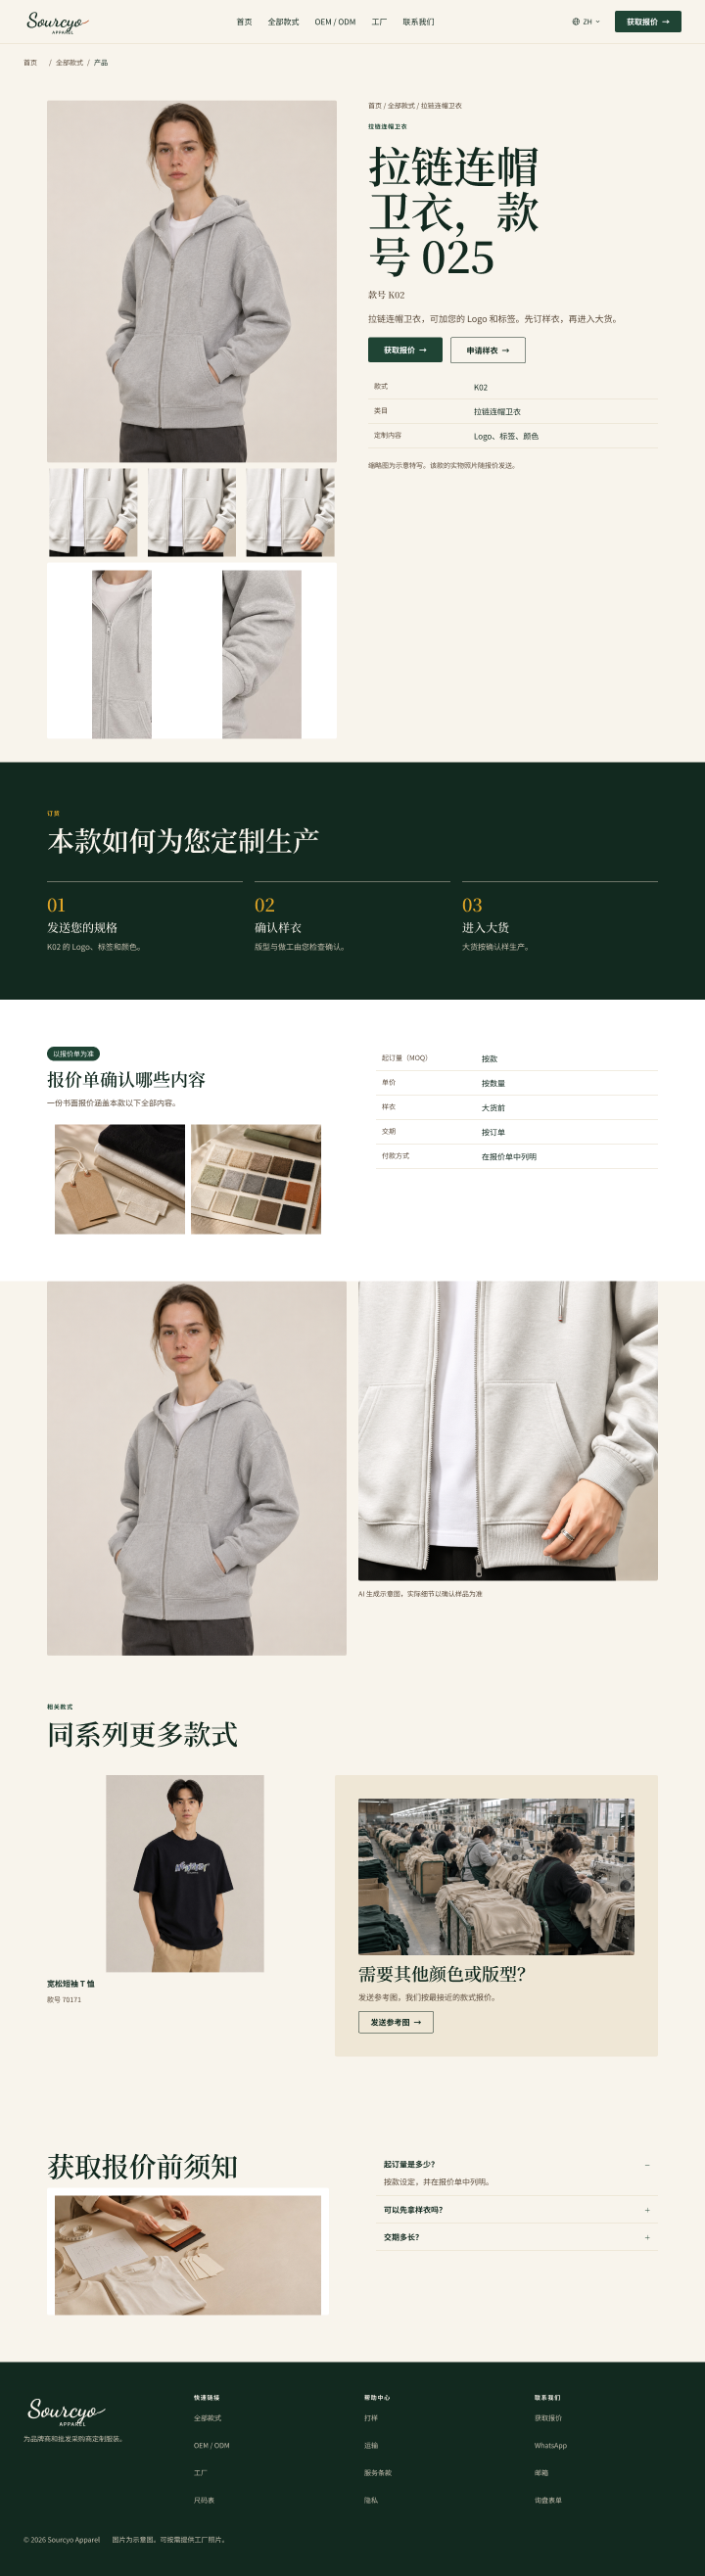 Sourcyo
APPAREL
首页 全部款式 OEM / ODM 工厂 联系我们
ZH
获取报价 →
首页 / 全部款式 / 产品
首页 / 全部款式 / 拉链连帽卫衣
拉链连帽卫衣
拉链连帽
卫衣，款
号 025
款号 K02
拉链连帽卫衣，可加您的 Logo 和标签。先订样衣，再进入大货。
获取报价 →
申请样衣 →
款式 K02
类目 拉链连帽卫衣
定制内容 Logo、标签、颜色
缩略图为示意特写。该款的实物照片随报价发送。
订货
本款如何为您定制生产
01
发送您的规格
K02 的 Logo、标签和颜色。
02
确认样衣
版型与做工由您检查确认。
03
进入大货
大货按确认样生产。
以报价单为准
报价单确认哪些内容
一份书面报价涵盖本款以下全部内容。
起订量（MOQ） 按款
单价 按数量
样衣 大货前
交期 按订单
付款方式 在报价单中列明
AI 生成示意图。实际细节以确认样品为准
相关款式
同系列更多款式
宽松短袖 T 恤
款号 70171
需要其他颜色或版型？
发送参考图，我们按最接近的款式报价。
发送参考图 →
获取报价前须知
起订量是多少？ −
按款设定，并在报价单中列明。
可以先拿样衣吗？ +
交期多长？ +
Sourcyo
APPAREL
为品牌商和批发采购商定制服装。
快速链接
全部款式
OEM / ODM
工厂
尺码表
帮助中心
打样
运输
服务条款
隐私
联系我们
获取报价
WhatsApp
邮箱
询盘表单
© 2026 Sourcyo Apparel 图片为示意图。可按需提供工厂照片。